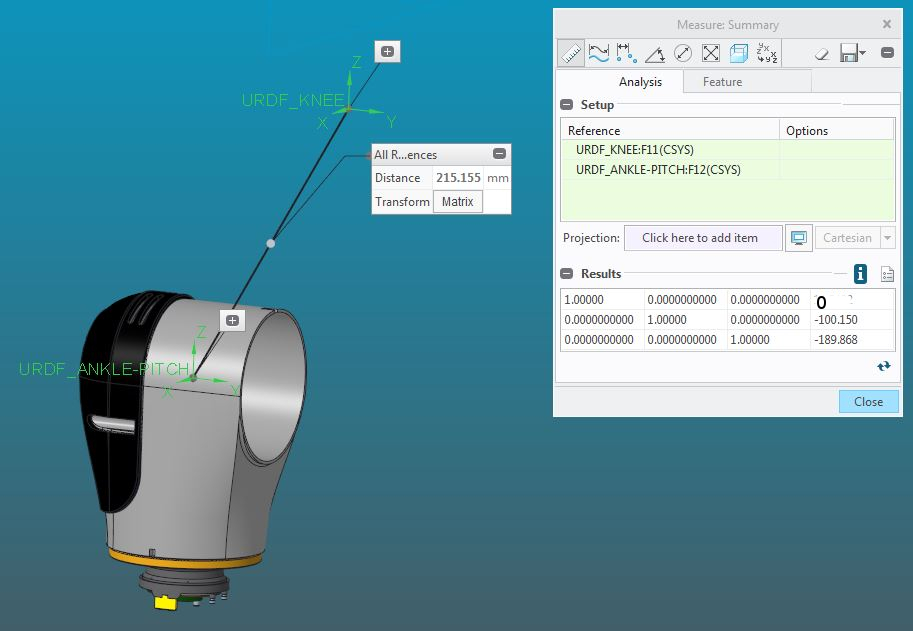 Measure: Summary
Analysis
Feature
Setup
Reference Options
URDF_KNEE:F11(CSYS)
URDF_ANKLE-PITCH:F12(CSYS)
Projection: Click here to add item Cartesian
Results
1.00000 0.0000000000 0.0000000000 0
0.0000000000 1.00000 0.0000000000 -100.150
0.0000000000 0.0000000000 1.00000 -189.868
Close
Z
URDF_KNEE
X
Y
All R...ences
Distance 215.155 mm
Transform Matrix
Z
URDF_ANKLE-PITCH
X
Y